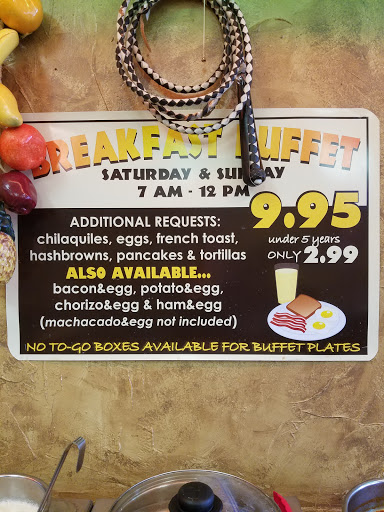 BREAKFAST BUFFET
SATURDAY & SUNDAY
7 AM - 12 PM
9.95
under 5 years
ONLY 2.99
ADDITIONAL REQUESTS:
chilaquiles, eggs, french toast,
hashbrowns, pancakes & tortillas
ALSO AVAILABLE...
bacon&egg, potato&egg,
chorizo&egg & ham&egg
(machacado&egg not included)
NO TO-GO BOXES AVAILABLE FOR BUFFET PLATES